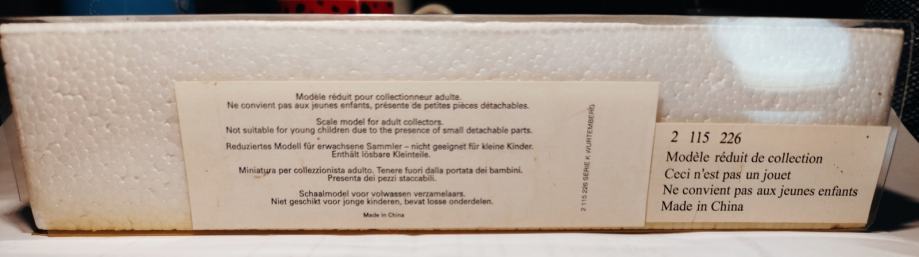 Modèle réduit pour collectionneur adulte.
Ne convient pas aux jeunes enfants, présente de petites pièces détachables.
Scale model for adult collectors.
Not suitable for young children due to the presence of small detachable parts.
Reduziertes Modell für erwachsene Sammler – nicht geeignet für kleine Kinder.
Enthält lösbare Kleinteile.
Miniatura per collezzionista adulto. Tenere fuori dalla portata dei bambini.
Presenta dei pezzi staccabili.
Schaalmodel voor volwassen verzamelaars.
Niet geschikt voor jonge kinderen, bevat losse onderdelen.
Made in China
2 115 226 SERIE K WURTEMBERG
2 115 226
Modèle réduit de collection
Ceci n'est pas un jouet
Ne convient pas aux jeunes enfants
Made in China